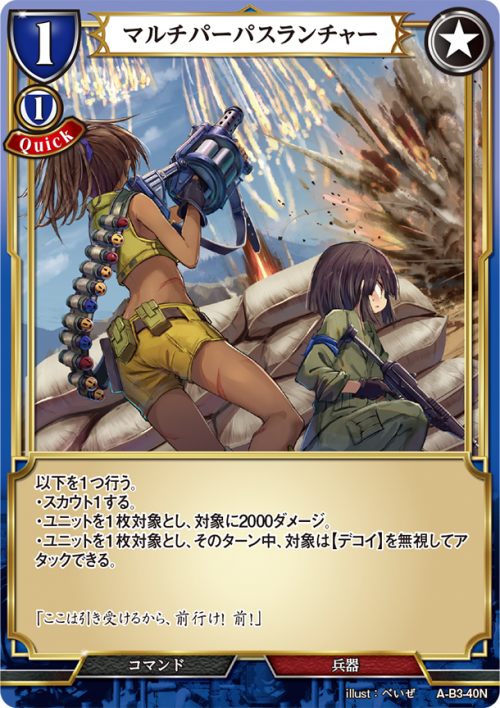 1
マルチパーパスランチャー
1
Quick
以下を1つ行う。
・スカウト1する。
・ユニットを1枚対象とし、対象に2000ダメージ。
・ユニットを1枚対象とし、そのターン中、対象は【デコイ】を無視してア
タックできる。
「ここは引き受けるから、前行け! 前!」
コマンド
兵器
illust：べいぜ A-B3-40N